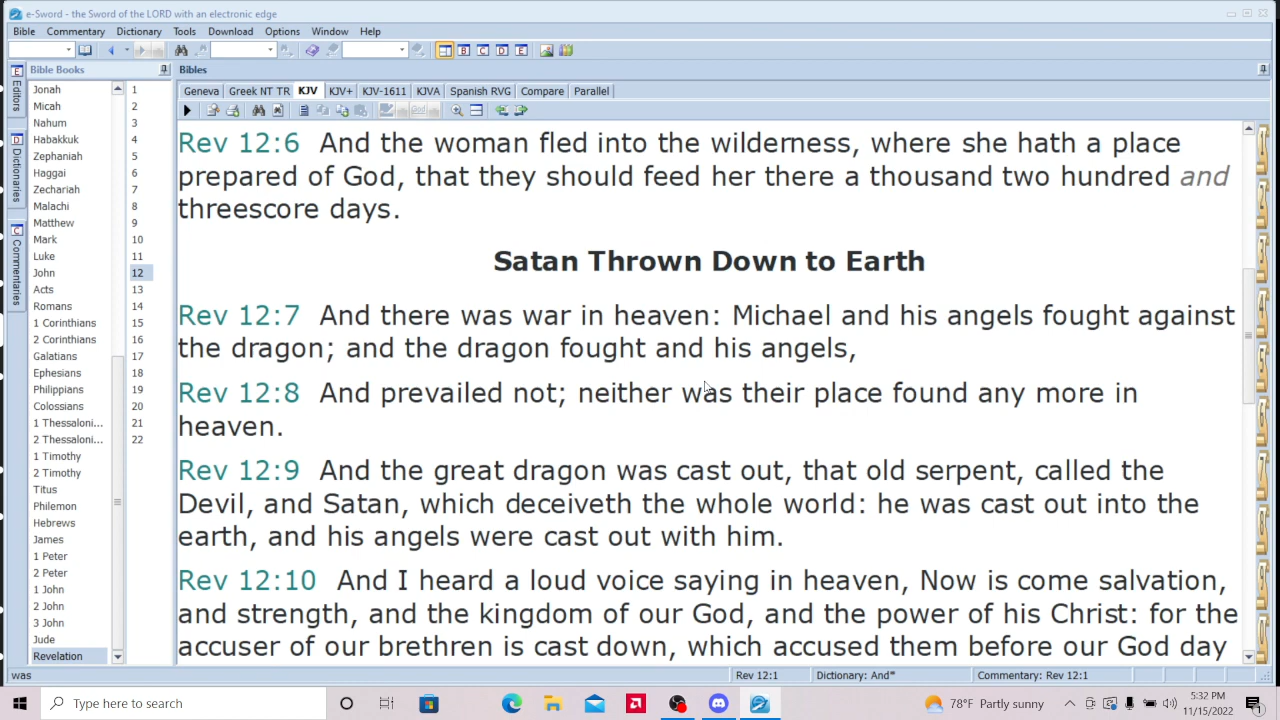 e-Sword - the Sword of the LORD with an electronic edge
Bible Commentary Dictionary Tools Download Options Window Help
B C D E
Bible Books
Bibles
E Editors
D Dictionaries
C Commentaries
Jonah
Micah
Nahum
Habakkuk
Zephaniah
Haggai
Zechariah
Malachi
Matthew
Mark
Luke
John
Acts
Romans
1 Corinthians
2 Corinthians
Galatians
Ephesians
Philippians
Colossians
1 Thessaloni...
2 Thessaloni...
1 Timothy
2 Timothy
Titus
Philemon
Hebrews
James
1 Peter
2 Peter
1 John
2 John
3 John
Jude
Revelation
1
2
3
4
5
6
7
8
9
10
11
12
13
14
15
16
17
18
19
20
21
22
Geneva Greek NT TR KJV KJV+ KJV-1611 KJVA Spanish RVG Compare Parallel
Rev 12:6 And the woman fled into the wilderness, where she hath a place
prepared of God, that they should feed her there a thousand two hundred and
threescore days.
Satan Thrown Down to Earth
Rev 12:7 And there was war in heaven: Michael and his angels fought against
the dragon; and the dragon fought and his angels,
Rev 12:8 And prevailed not; neither was their place found any more in
heaven.
Rev 12:9 And the great dragon was cast out, that old serpent, called the
Devil, and Satan, which deceiveth the whole world: he was cast out into the
earth, and his angels were cast out with him.
Rev 12:10 And I heard a loud voice saying in heaven, Now is come salvation,
and strength, and the kingdom of our God, and the power of his Christ: for the
accuser of our brethren is cast down, which accused them before our God day
was
Rev 12:1 Dictionary: And* Commentary: Rev 12:1
Type here to search
78°F Partly sunny
5:32 PM
11/15/2022
1